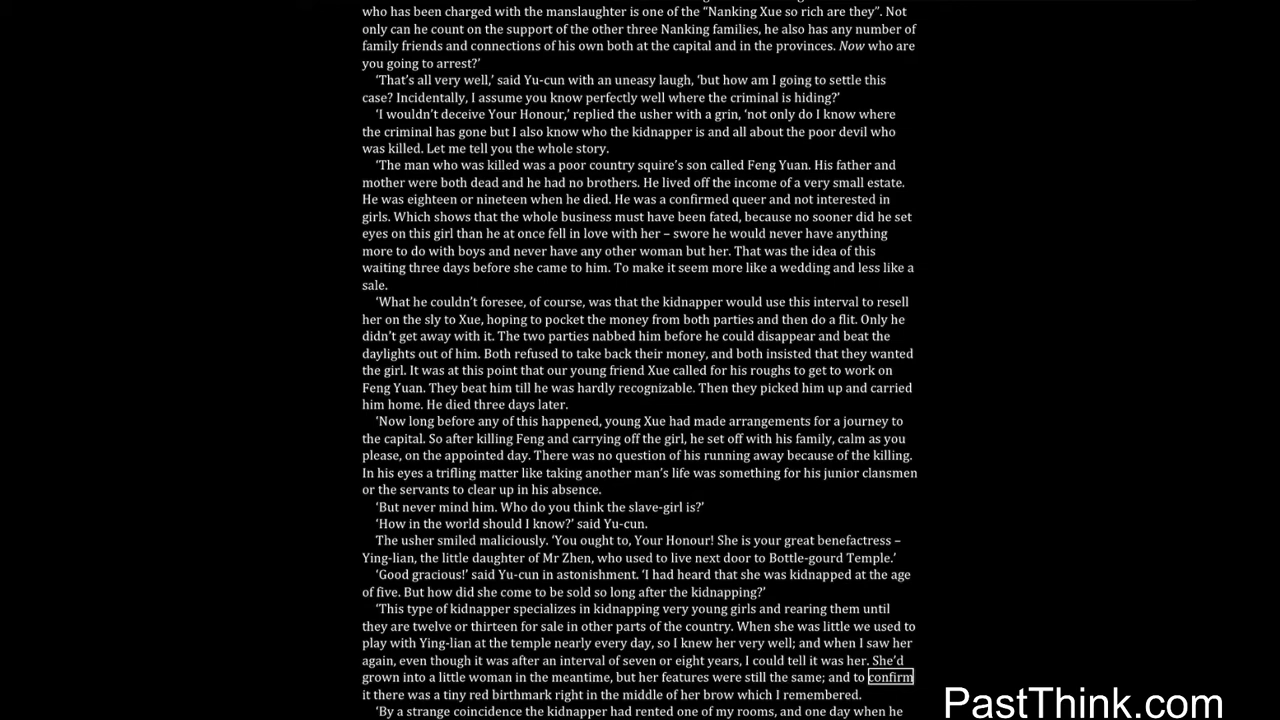 who has been charged with the manslaughter is one of the “Nanking Xue so rich are they”. Not
only can he count on the support of the other three Nanking families, he also has any number of
family friends and connections of his own both at the capital and in the provinces. Now who are
you going to arrest?’
‘That’s all very well,’ said Yu-cun with an uneasy laugh, ‘but how am I going to settle this
case? Incidentally, I assume you know perfectly well where the criminal is hiding?’
‘I wouldn’t deceive Your Honour,’ replied the usher with a grin, ‘not only do I know where
the criminal has gone but I also know who the kidnapper is and all about the poor devil who
was killed. Let me tell you the whole story.
‘The man who was killed was a poor country squire’s son called Feng Yuan. His father and
mother were both dead and he had no brothers. He lived off the income of a very small estate.
He was eighteen or nineteen when he died. He was a confirmed queer and not interested in
girls. Which shows that the whole business must have been fated, because no sooner did he set
eyes on this girl than he at once fell in love with her – swore he would never have anything
more to do with boys and never have any other woman but her. That was the idea of this
waiting three days before she came to him. To make it seem more like a wedding and less like a
sale.
‘What he couldn’t foresee, of course, was that the kidnapper would use this interval to resell
her on the sly to Xue, hoping to pocket the money from both parties and then do a flit. Only he
didn’t get away with it. The two parties nabbed him before he could disappear and beat the
daylights out of him. Both refused to take back their money, and both insisted that they wanted
the girl. It was at this point that our young friend Xue called for his roughs to get to work on
Feng Yuan. They beat him till he was hardly recognizable. Then they picked him up and carried
him home. He died three days later.
‘Now long before any of this happened, young Xue had made arrangements for a journey to
the capital. So after killing Feng and carrying off the girl, he set off with his family, calm as you
please, on the appointed day. There was no question of his running away because of the killing.
In his eyes a trifling matter like taking another man’s life was something for his junior clansmen
or the servants to clear up in his absence.
‘But never mind him. Who do you think the slave-girl is?’
‘How in the world should I know?’ said Yu-cun.
The usher smiled maliciously. ‘You ought to, Your Honour! She is your great benefactress –
Ying-lian, the little daughter of Mr Zhen, who used to live next door to Bottle-gourd Temple.’
‘Good gracious!’ said Yu-cun in astonishment. ‘I had heard that she was kidnapped at the age
of five. But how did she come to be sold so long after the kidnapping?’
‘This type of kidnapper specializes in kidnapping very young girls and rearing them until
they are twelve or thirteen for sale in other parts of the country. When she was little we used to
play with Ying-lian at the temple nearly every day, so I knew her very well; and when I saw her
again, even though it was after an interval of seven or eight years, I could tell it was her. She’d
grown into a little woman in the meantime, but her features were still the same; and to confirm
it there was a tiny red birthmark right in the middle of her brow which I remembered.
‘By a strange coincidence the kidnapper had rented one of my rooms, and one day when he
PastThink.com